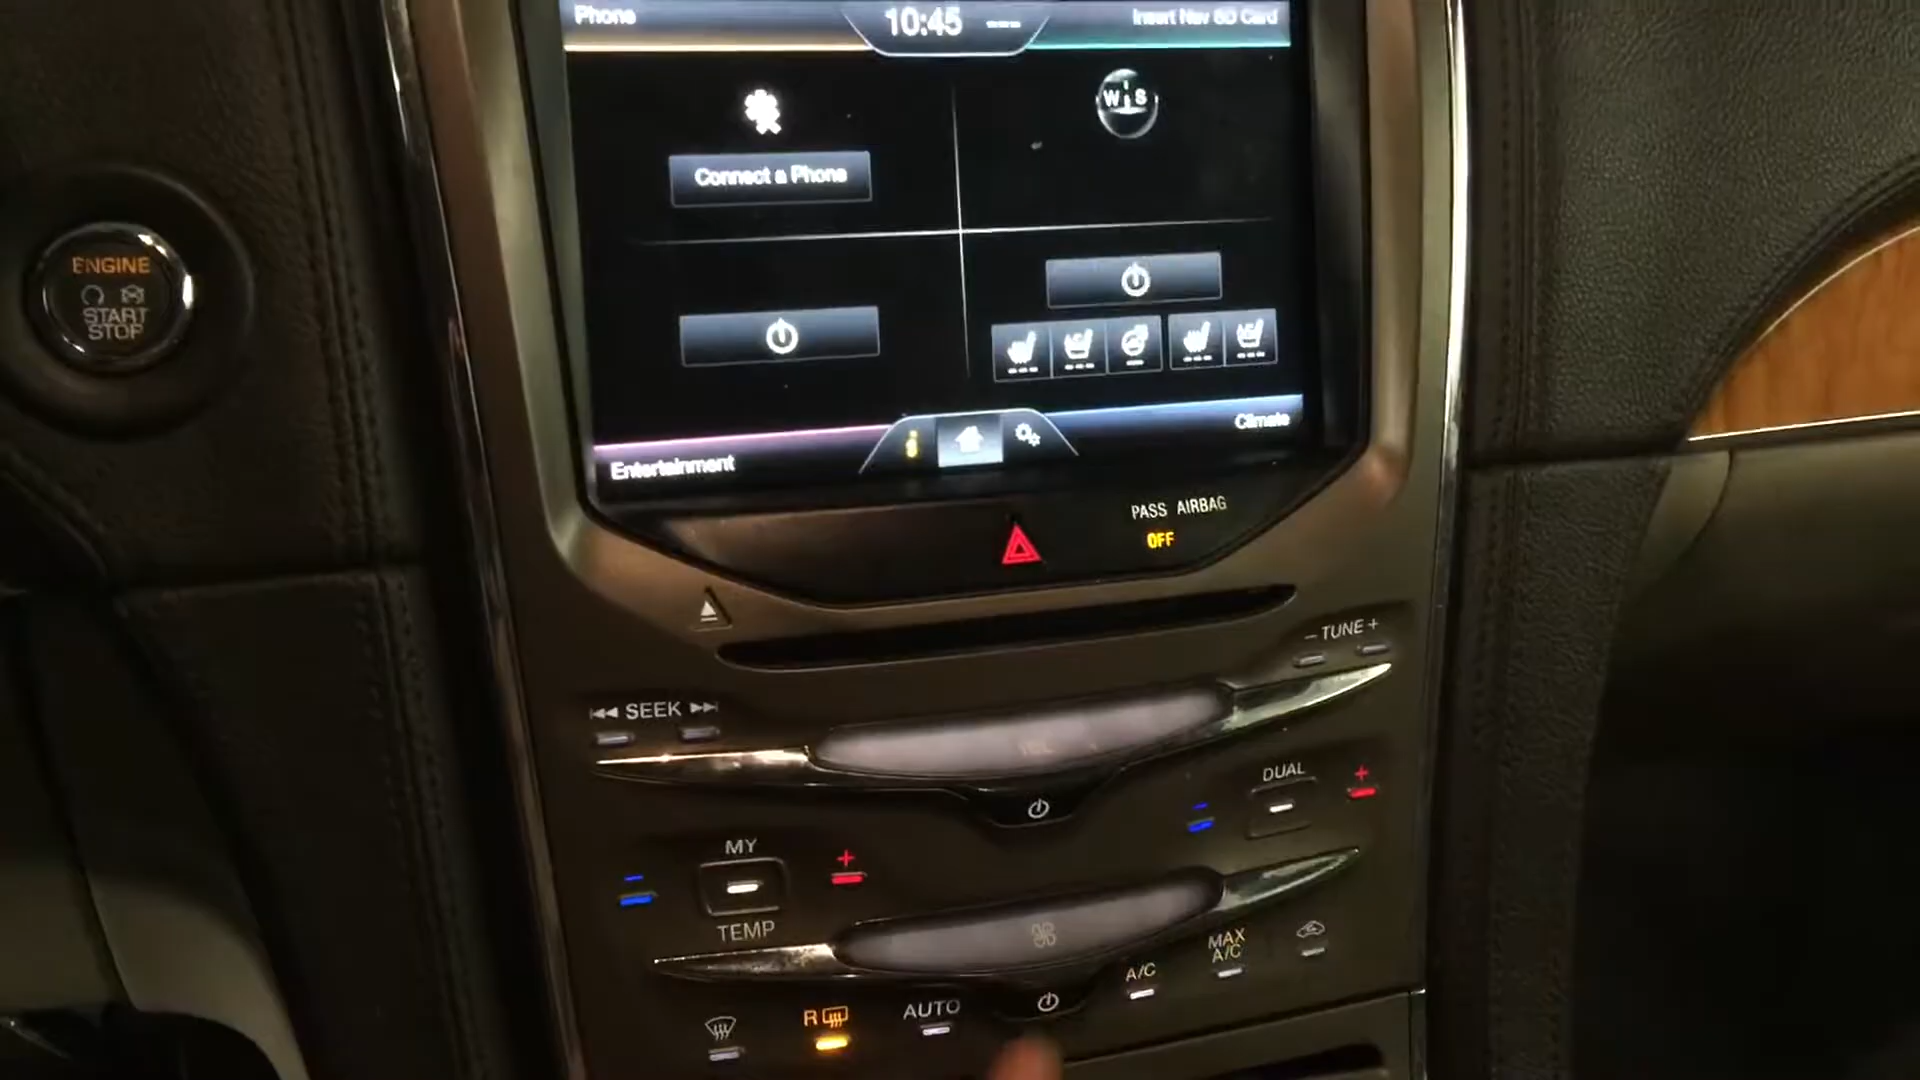 Phone
10:45
Insert Nav SD Card
W S
Connect a Phone
ENGINE
START
STOP
Climate
Entertainment
PASS AIRBAG
OFF
- TUNE +
SEEK
DUAL
- +
MY
- +
TEMP
MAX
A/C
A/C
R
AUTO